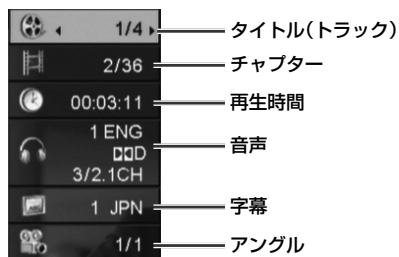 1/4 タイトル(トラック)
2/36 チャプター
00:03:11 再生時間
1 ENG
DD D 音声
3/2.1CH
1 JPN 字幕
1/1 アングル